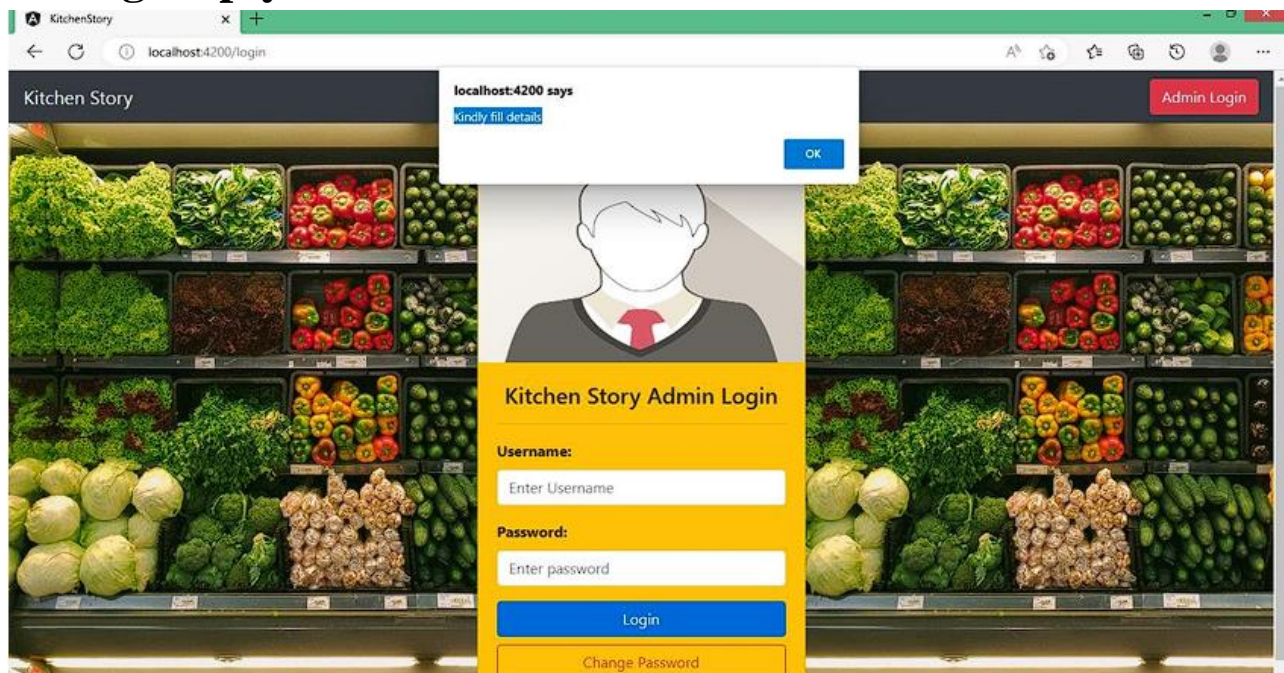 KitchenStory
localhost:4200/login
Kitchen Story
Admin Login
localhost:4200 says
Kindly fill details
OK
Kitchen Story Admin Login
Username:
Enter Username
Password:
Enter password
Login
Change Password